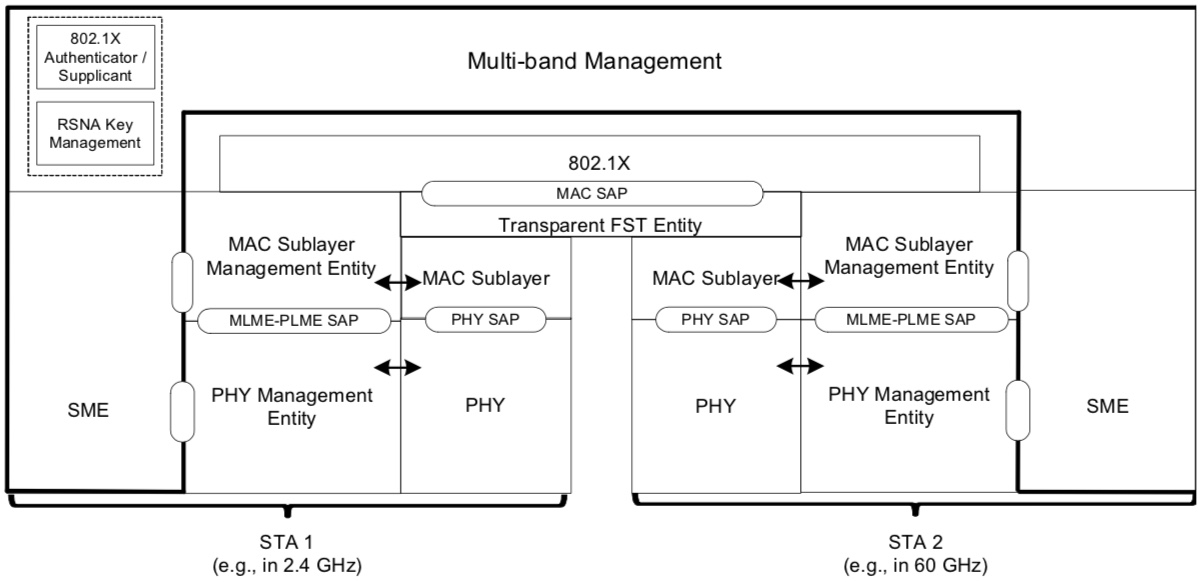 802.1X
Authenticator /
Supplicant
RSNA Key
Management
Multi-band Management
802.1X
MAC SAP
Transparent FST Entity
MAC Sublayer
Management Entity
MAC Sublayer
MAC Sublayer
MAC Sublayer
Management Entity
MLME-PLME SAP
PHY SAP
PHY SAP
MLME-PLME SAP
SME
PHY Management
Entity
PHY
PHY
PHY Management
Entity
SME
STA 1
(e.g., in 2.4 GHz)
STA 2
(e.g., in 60 GHz)